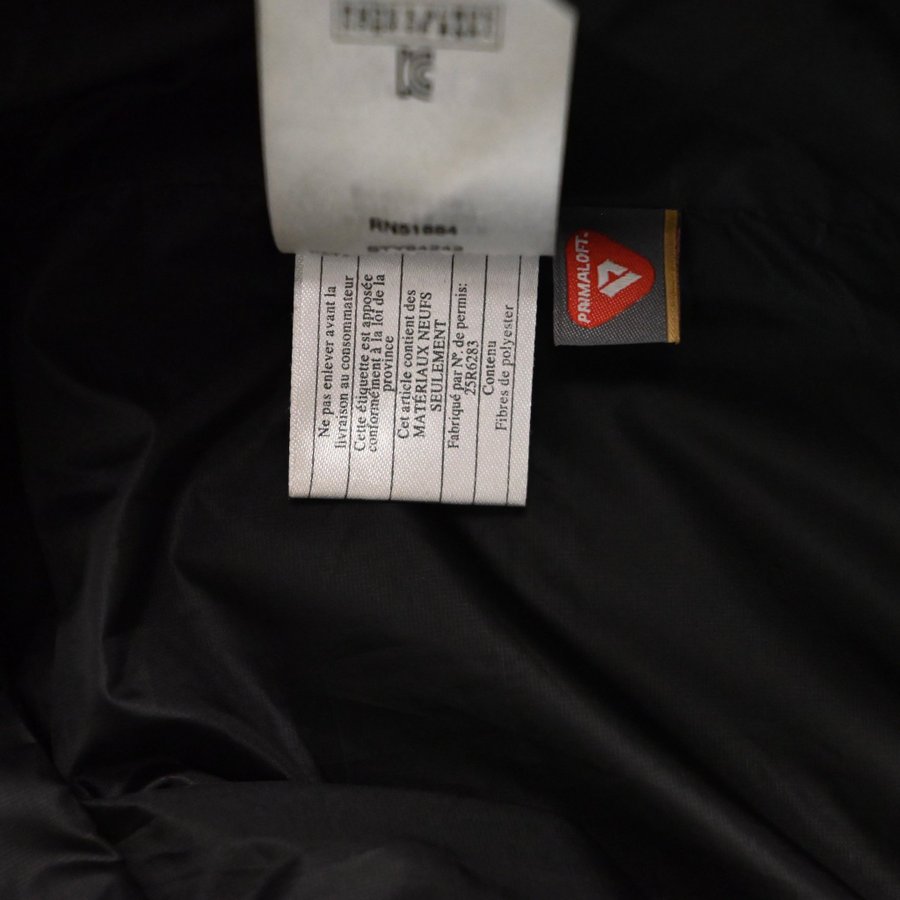 RN51884
STY84242
Ne pas enlever avant la
livraison au consommateur
Cette étiquette est apposée
conformément à la loi de la
province
Cet article contient des
MATÉRIAUX NEUFS
SEULEMENT
Fabriqué par Nº. de permis:
25R6283
Contenu
Fibres de polyester
PRIMALOFT